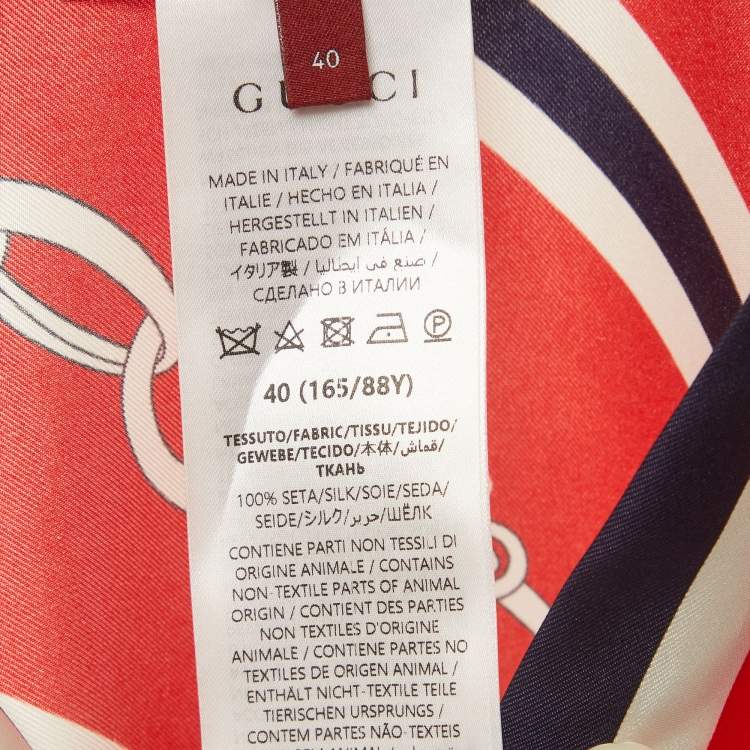 40
GUCCI
MADE IN ITALY / FABRIQUÉ EN
ITALIE / HECHO EN ITALIA /
HERGESTELLT IN ITALIEN /
FABRICADO EM ITÁLIA /
イタリア製 / صنع في إيطاليا /
СДЕЛАНО В ИТАЛИИ
P
40 (165/88Y)
TESSUTO/FABRIC/TISSU/TEJIDO/
GEWEBE/TECIDO/本体/قماش/
ТКАНЬ
100% SETA/SILK/SOIE/SEDA/
SEIDE/シルク/حرير/ШЁЛК
CONTIENE PARTI NON TESSILI DI
ORIGINE ANIMALE / CONTAINS
NON-TEXTILE PARTS OF ANIMAL
ORIGIN / CONTIENT DES PARTIES
NON TEXTILES D'ORIGINE
ANIMALE / CONTIENE PARTES NO
TEXTILES DE ORIGEN ANIMAL /
ENTHÄLT NICHT-TEXTILE TEILE
TIERISCHEN URSPRUNGS /
CONTEM PARTES NÃO-TEXTEIS